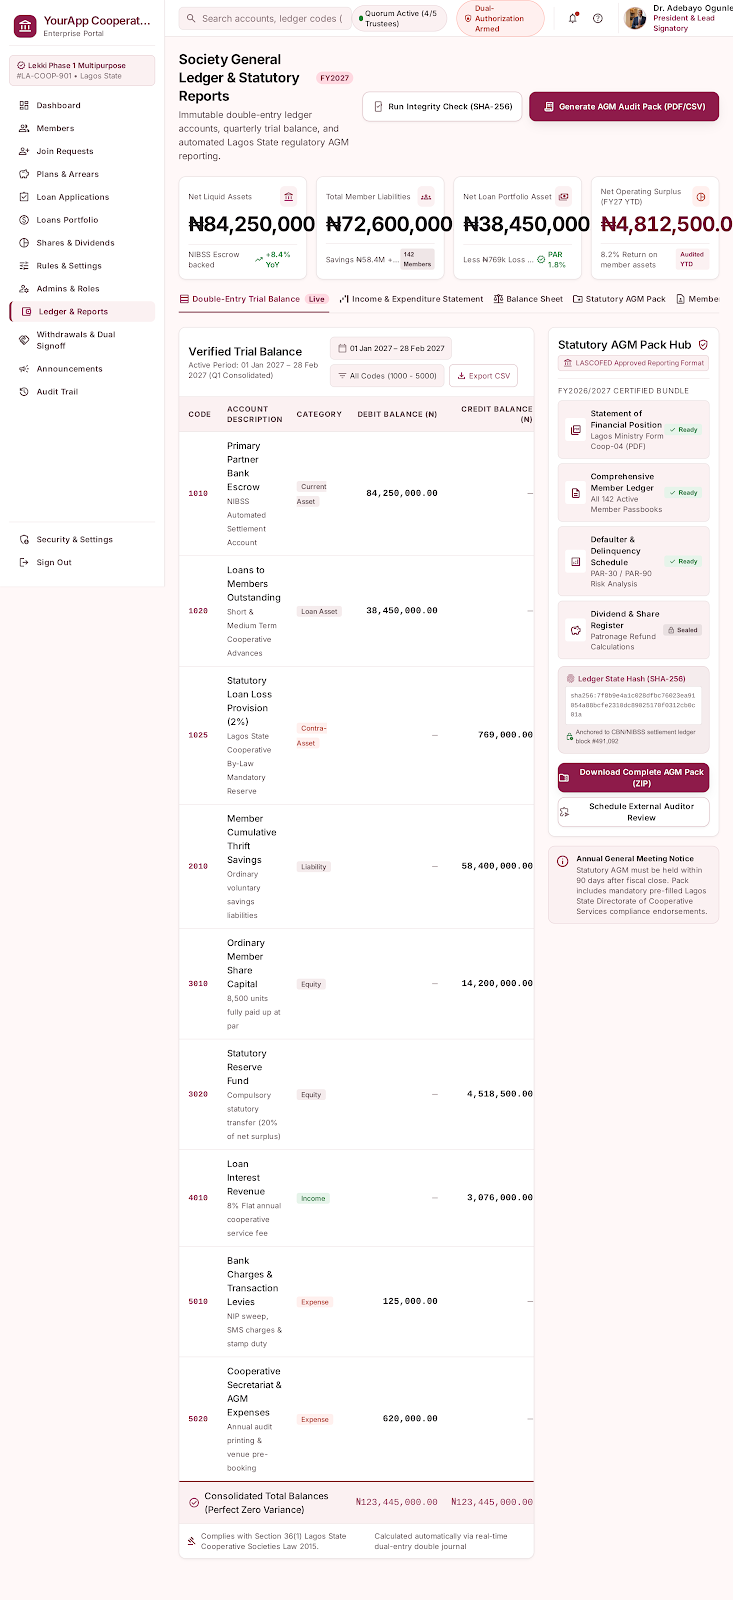 YourApp Cooperat...
Enterprise Portal
Lekki Phase 1 Multipurpose
#LA-COOP-901 • Lagos State
Dashboard
Members
Join Requests
Plans & Arrears
Loan Applications
Loans Portfolio
Shares & Dividends
Rules & Settings
Admins & Roles
Ledger & Reports
Withdrawals & Dual
Signoff
Announcements
Audit Trail
Security & Settings
Sign Out
Search accounts, ledger codes (
Quorum Active (4/5
Trustees)
Dual-
Authorization
Armed
Dr. Adebayo Ogunle
President & Lead
Signatory
Society General
Ledger & Statutory
Reports
FY2027
Immutable double-entry ledger
accounts, quarterly trial balance, and
automated Lagos State regulatory AGM
reporting.
Run Integrity Check (SHA-256)
Generate AGM Audit Pack (PDF/CSV)
Net Liquid Assets
₦84,250,000
NIBSS Escrow
backed
+8.4%
YoY
Total Member Liabilities
₦72,600,000
Savings ₦58.4M +...
142
Members
Net Loan Portfolio Asset
₦38,450,000
Less ₦769k Loss ...
PAR
1.8%
Net Operating Surplus
(FY27 YTD)
₦4,812,500.0
8.2% Return on
member assets
Audited
YTD
Double-Entry Trial Balance
Live
Income & Expenditure Statement
Balance Sheet
Statutory AGM Pack
Membe
Verified Trial Balance
Active Period: 01 Jan 2027 – 28 Feb
2027 (Q1 Consolidated)
01 Jan 2027 – 28 Feb 2027
All Codes (1000 - 5000)
Export CSV
CODE
ACCOUNT
DESCRIPTION
CATEGORY
DEBIT BALANCE (₦)
CREDIT BALANCE
(₦)
1010
Primary
Partner
Bank
Escrow
NIBSS
Automated
Settlement
Account
Current
Asset
84,250,000.00
—
1020
Loans to
Members
Outstanding
Short &
Medium Term
Cooperative
Advances
Loan Asset
38,450,000.00
—
1025
Statutory
Loan Loss
Provision
(2%)
Lagos State
Cooperative
By-Law
Mandatory
Reserve
Contra-
Asset
—
769,000.00
2010
Member
Cumulative
Thrift
Savings
Ordinary
voluntary
savings
liabilities
Liability
—
58,400,000.00
3010
Ordinary
Member
Share
Capital
8,500 units
fully paid up at
par
Equity
—
14,200,000.00
3020
Statutory
Reserve
Fund
Compulsory
statutory
transfer (20%
of net surplus)
Equity
—
4,518,500.00
4010
Loan
Interest
Revenue
8% Flat annual
cooperative
service fee
Income
—
3,076,000.00
5010
Bank
Charges &
Transaction
Levies
NIP sweep,
SMS charges &
stamp duty
Expense
125,000.00
—
5020
Cooperative
Secretariat &
AGM
Expenses
Annual audit
printing &
venue pre-
booking
Expense
620,000.00
—
Consolidated Total Balances
(Perfect Zero Variance)
₦123,445,000.00
₦123,445,000.00
Complies with Section 36(1) Lagos State
Cooperative Societies Law 2015.
Calculated automatically via real-time
dual-entry double journal
Statutory AGM Pack Hub
LASCOFED Approved Reporting Format
FY2026/2027 CERTIFIED BUNDLE
Statement of
Financial Position
Lagos Ministry Form
Coop-04 (PDF)
Ready
Comprehensive
Member Ledger
All 142 Active
Member Passbooks
Ready
Defaulter &
Delinquency
Schedule
PAR-30 / PAR-90
Risk Analysis
Ready
Dividend & Share
Register
Patronage Refund
Calculations
Sealed
Ledger State Hash (SHA-256)
Anchored to CBN/NIBSS settlement ledger
block #491,092
Download Complete AGM Pack
(ZIP)
Schedule External Auditor
Review
Annual General Meeting Notice
Statutory AGM must be held within
90 days after fiscal close. Pack
includes mandatory pre-filled Lagos
State Directorate of Cooperative
Services compliance endorsements.